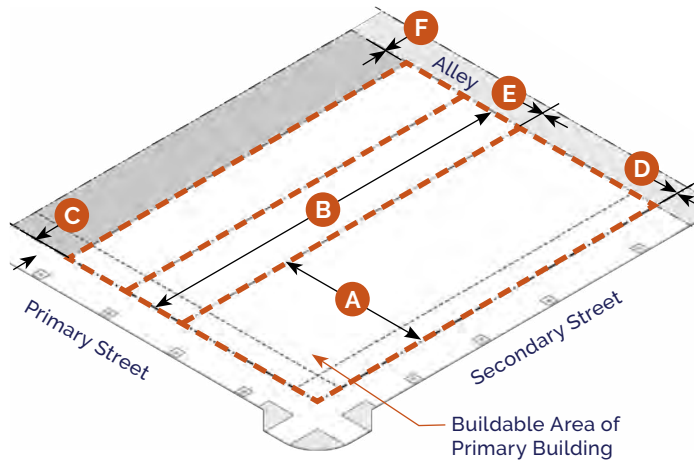 F
Alley
E
D
C
B
A
Primary Street
Secondary Street
Buildable Area of
Primary Building